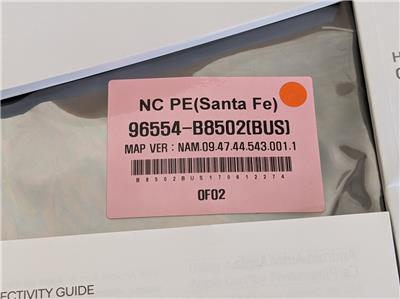 H
C
NC PE(Santa Fe)
96554-B8502(BUS)
MAP VER : NAM.09.47.44.543.001.1
B8502BUS170612274
0F02
ECTIVITY GUIDE